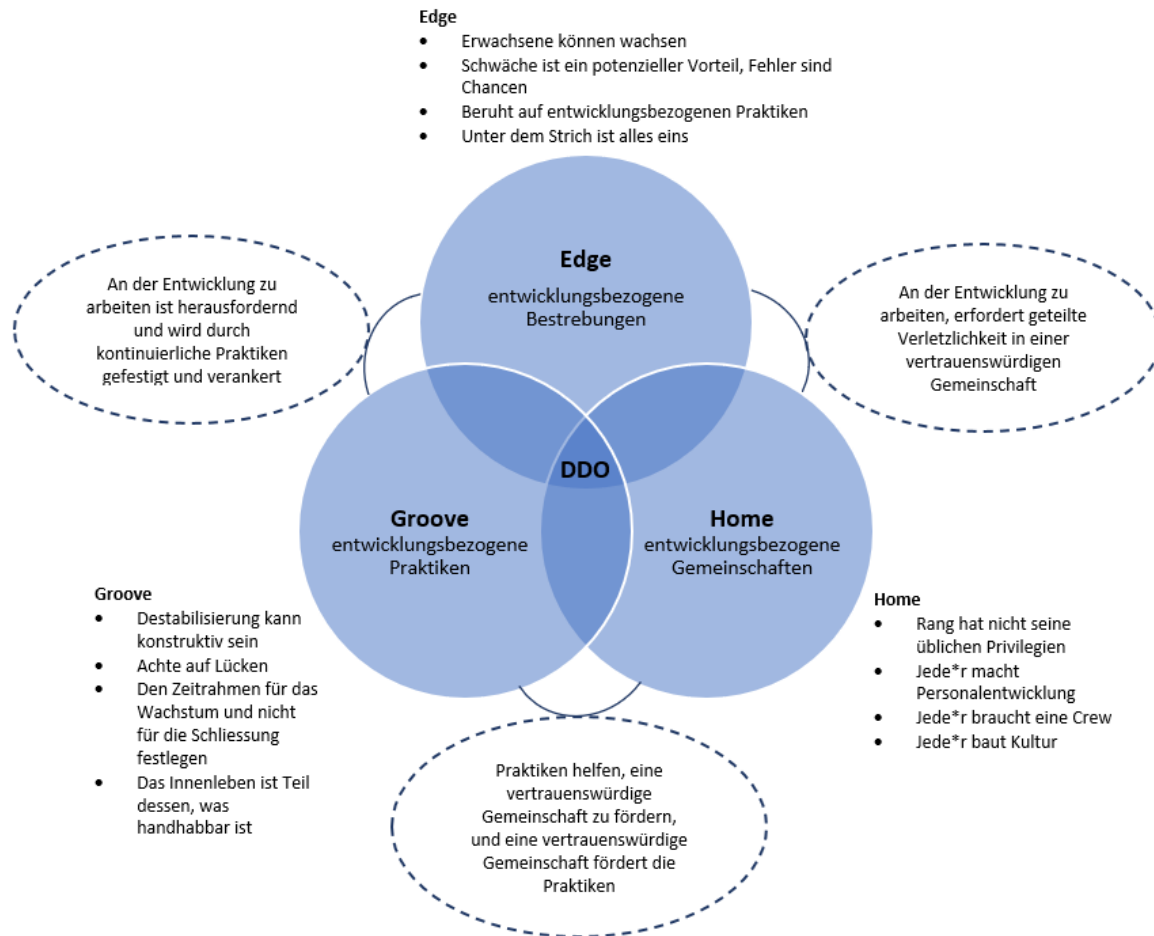 Edge
• Erwachsene können wachsen
• Schwäche ist ein potenzieller Vorteil, Fehler sind
Chancen
• Beruht auf entwicklungsbezogenen Praktiken
• Unter dem Strich ist alles eins
An der Entwicklung zu
arbeiten ist herausfordernd
und wird durch
kontinuierliche Praktiken
gefestigt und verankert
Edge
entwicklungsbezogene
Bestrebungen
An der Entwicklung zu
arbeiten, erfordert geteilte
Verletzlichkeit in einer
vertrauenswürdigen
Gemeinschaft
DDO
Groove
entwicklungsbezogene
Praktiken
Home
entwicklungsbezogene
Gemeinschaften
Groove
• Destabilisierung kann
konstruktiv sein
• Achte auf Lücken
• Den Zeitrahmen für das
Wachstum und nicht
für die Schliessung
festlegen
• Das Innenleben ist Teil
dessen, was
handhabbar ist
Home
• Rang hat nicht seine
üblichen Privilegien
• Jede*r macht
Personalentwicklung
• Jede*r braucht eine Crew
• Jede*r baut Kultur
Praktiken helfen, eine
vertrauenswürdige
Gemeinschaft zu fördern,
und eine vertrauenswürdige
Gemeinschaft fördert die
Praktiken